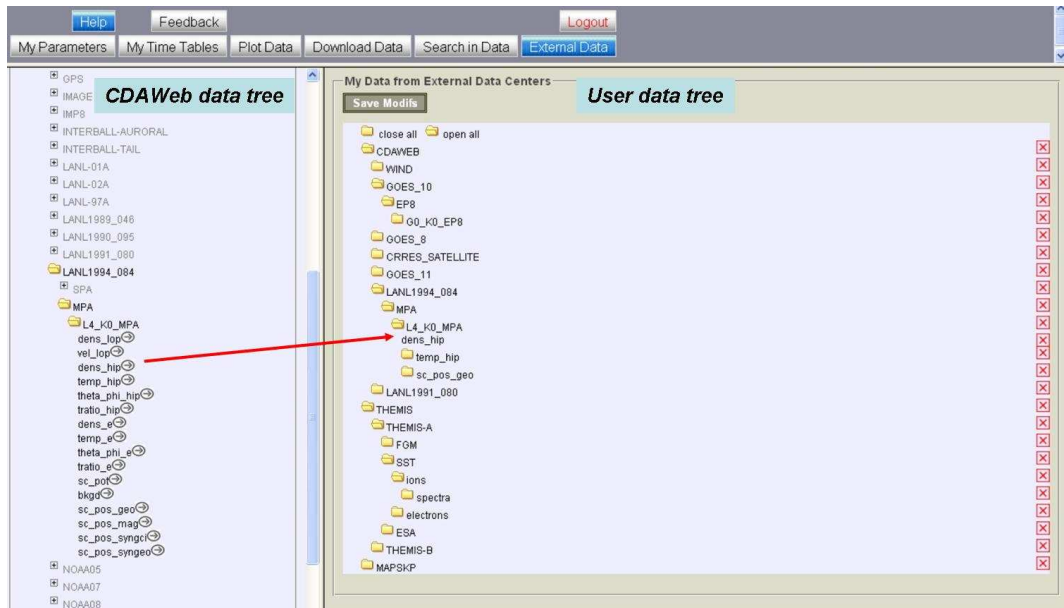 Help Feedback Logout
My Parameters My Time Tables Plot Data Download Data Search in Data External Data
CDAWeb data tree
GPS
IMAGE
IMP8
INTERBALL-AURORAL
INTERBALL-TAIL
LANL-01A
LANL-02A
LANL-97A
LANL1989_046
LANL1990_095
LANL1991_080
LANL1994_084
SPA
MPA
L4_K0_MPA
dens_lop
vel_lop
dens_hip
temp_hip
theta_phi_hip
tratio_hip
dens_e
temp_e
theta_phi_e
tratio_e
sc_pot
bkgd
sc_pos_geo
sc_pos_mag
sc_pos_syngci
sc_pos_syngeo
NOAA05
NOAA07
NOAA08
My Data from External Data Centers
Save Modifs
User data tree
close all open all
CDAWEB
WIND
GOES_10
EP8
G0_K0_EP8
GOES_8
CRRES_SATELLITE
GOES_11
LANL1994_084
MPA
L4_K0_MPA
dens_hip
temp_hip
sc_pos_geo
LANL1991_080
THEMIS
THEMIS-A
FGM
SST
ions
spectra
electrons
ESA
THEMIS-B
MAPSKP